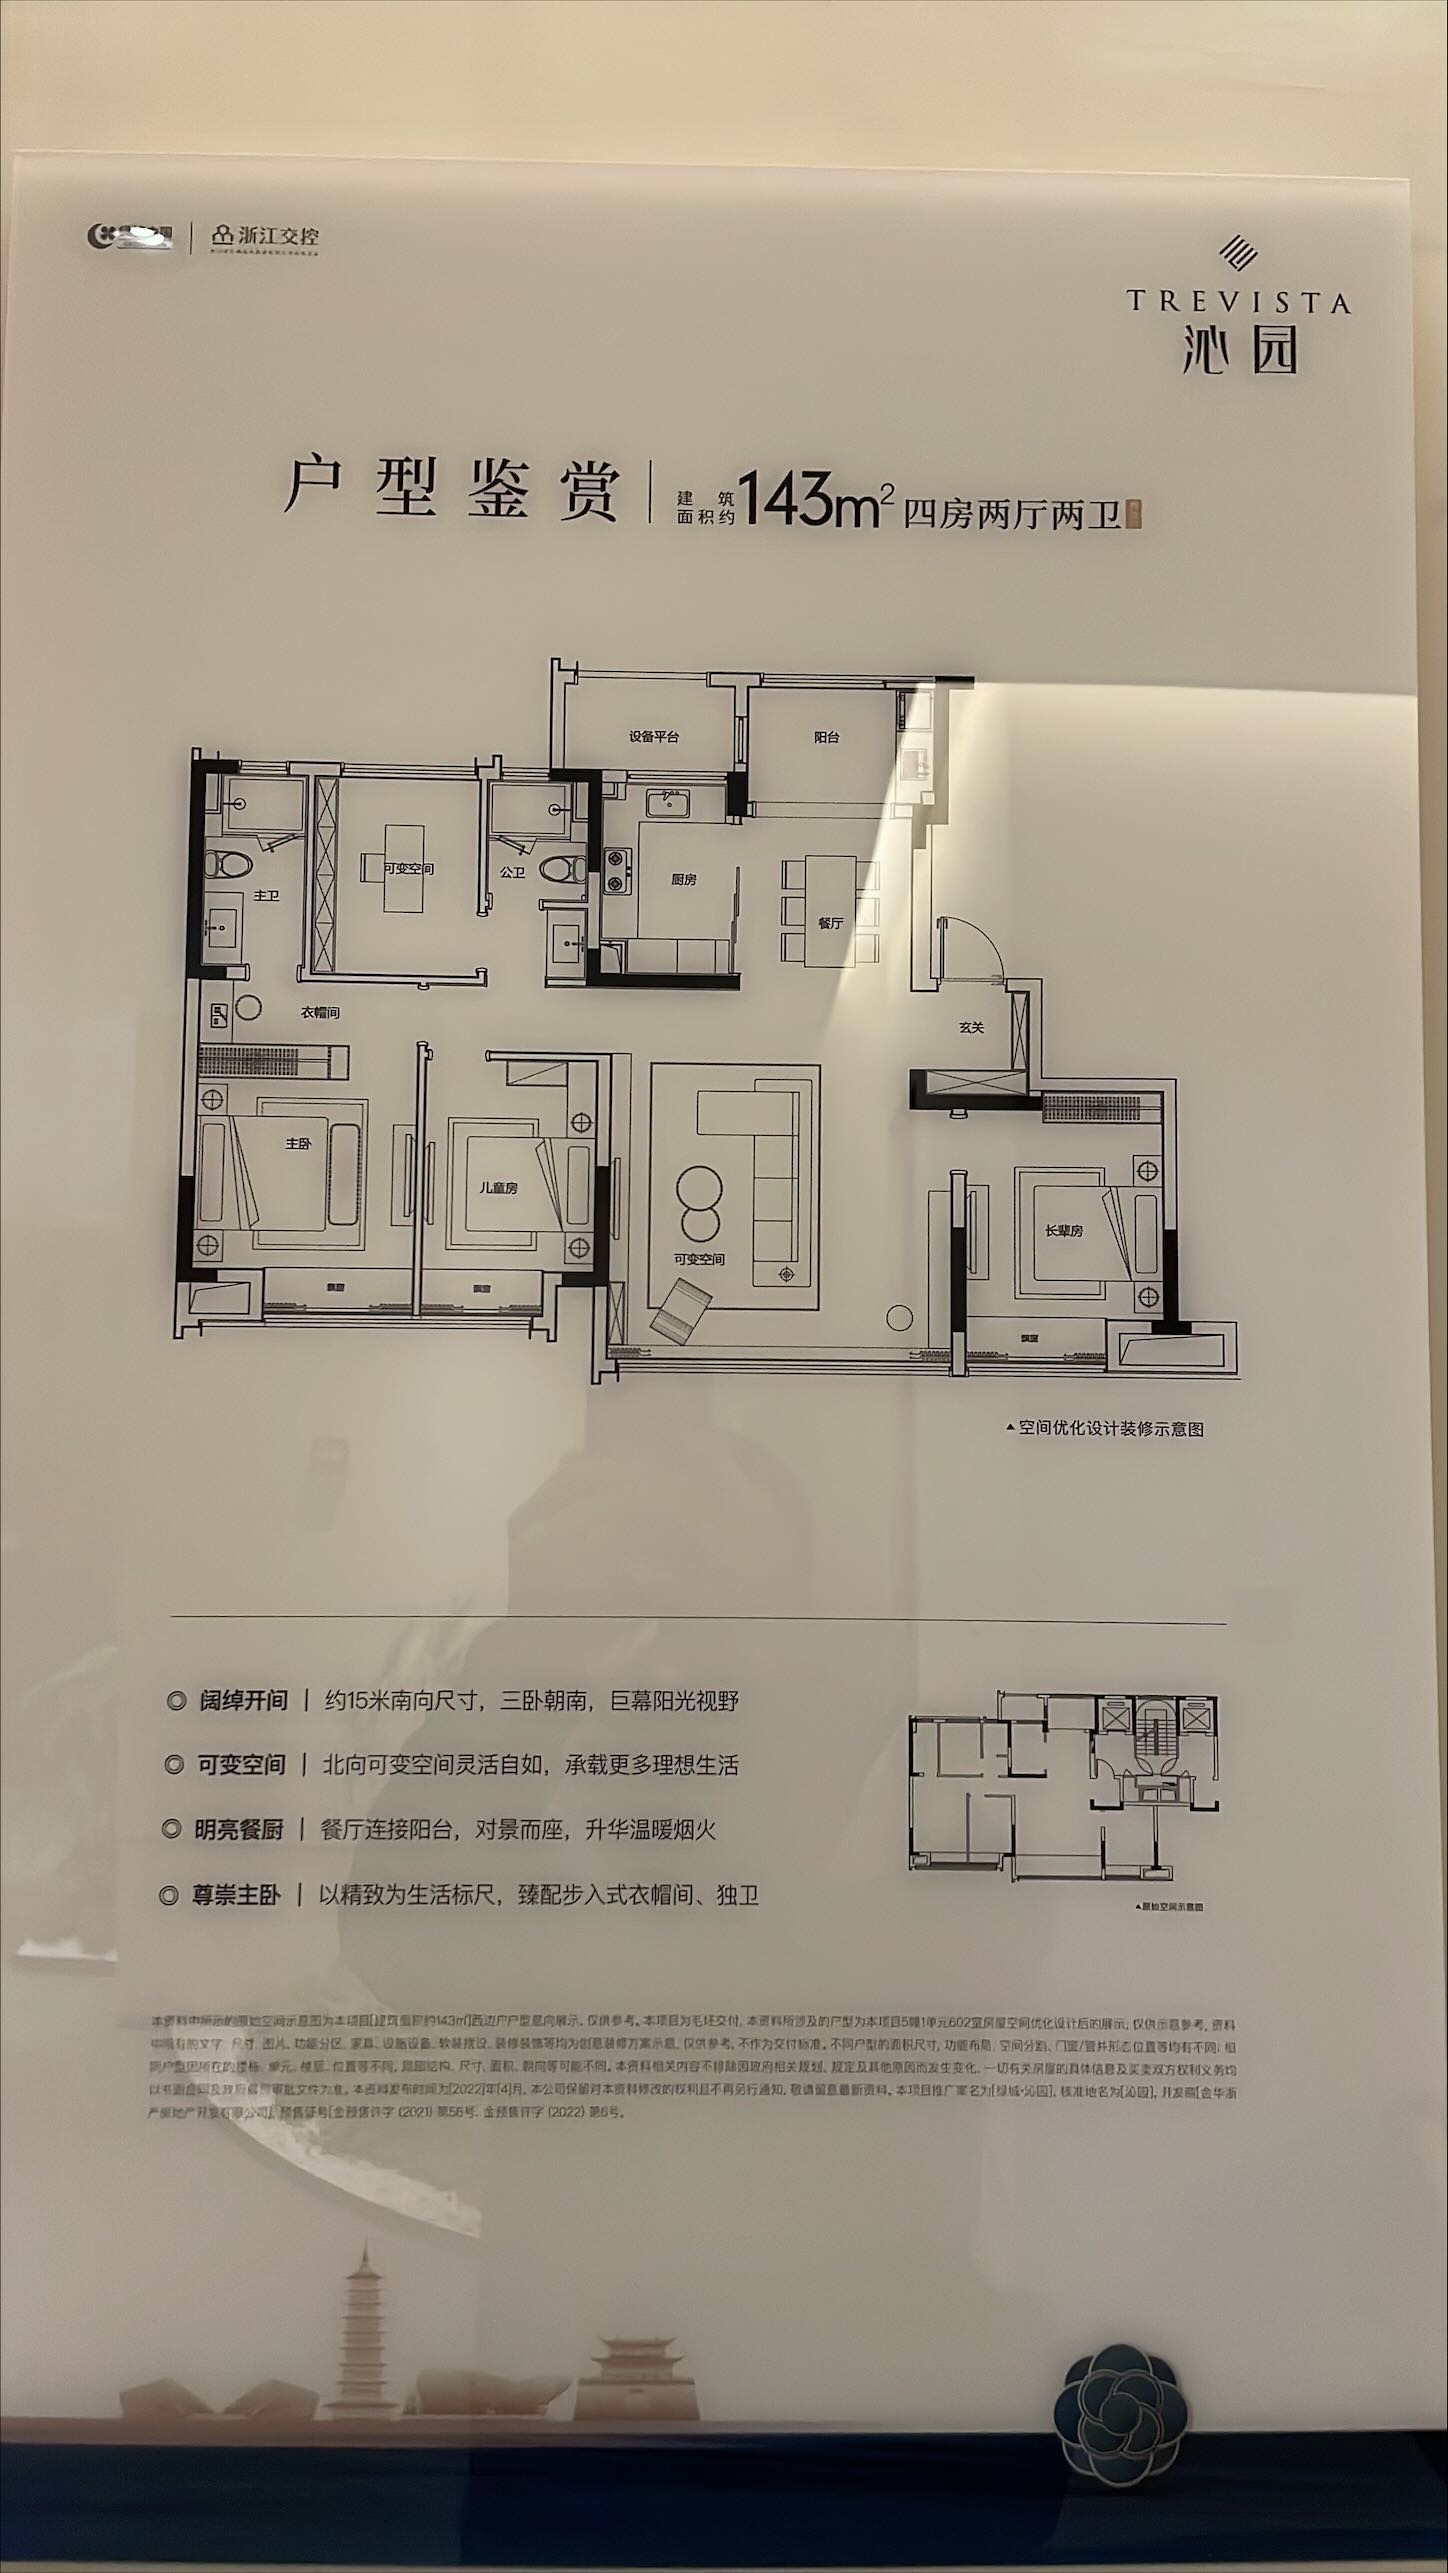 浙江交控
TREVISTA
沁园
户型鉴赏
建筑面积约143m²四房两厅两卫
设备平台
阳台
主卫
可变空间
公卫
厨房
餐厅
衣帽间
玄关
主卧
儿童房
可变空间
长辈房
飘窗
飘窗
飘窗
▲空间优化设计装修示意图
◎ 阔绰开间 | 约15米南向尺寸，三卧朝南，巨幕阳光视野
◎ 可变空间 | 北向可变空间灵活自如，承载更多理想生活
◎ 明亮餐厨 | 餐厅连接阳台，对景而座，升华温暖烟火
◎ 尊崇主卧 | 以精致为生活标尺，臻配步入式衣帽间、独卫
▲原始空间示意图
本资料中所示的原始空间示意图为本项目[建筑面积约143㎡]西边户户型意向展示，仅供参考。本项目为毛坯交付，本资料所涉及的户型为本项目5幢1单元602室房屋空间优化设计后的展示，仅供示意参考，资料
中所有的文字、尺寸、图片、功能分区、家具、设施设备、软装摆设、装修装饰等均为创意装修方案示意，仅供参考，不作为交付标准。不同户型的面积尺寸，功能布局，空间分割、门窗/管井形态位置等均有不同；相
同户型因所在的楼栋、单元、楼层、位置等不同，局部结构、尺寸、面积、朝向等可能不同。本资料相关内容不排除因政府相关规划、规定及其他原因而发生变化，一切有关房屋的具体信息及买卖双方权利义务均
以书面合同及政府最终审批文件为准。本资料发布时间为[2022]年[4]月，本公司保留对本资料修改的权利且不再另行通知，敬请留意最新资料。本项目推广案名为[绿城·沁园]，核准地名为[沁园]，开发商[金华浙
房地产开发有限公司]，预售证号[金预售许字 (2021) 第56号、金预售许字 (2022) 第6号。